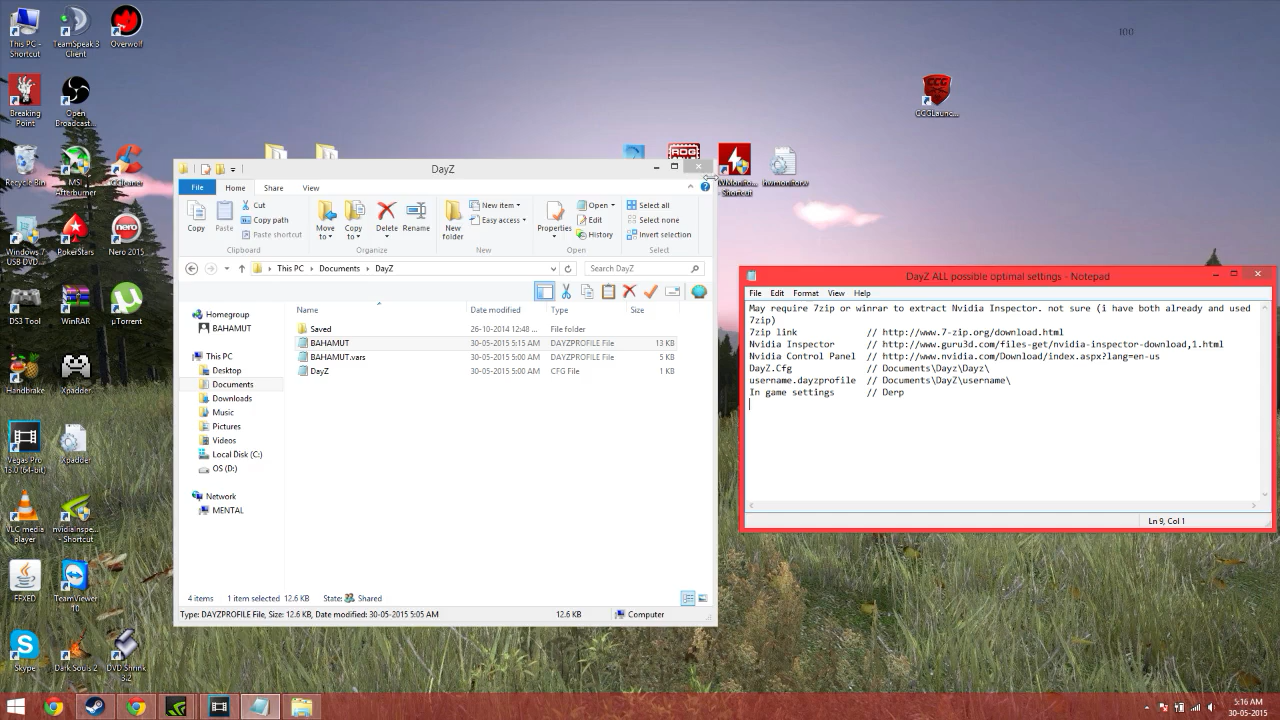 This PC - Shortcut
TeamSpeak 3 Client
Overwolf
100
Breaking Point
Open Broadcast...
CCGLaunc...
Recycle Bin
MSI Afterburner
CCleaner
hwmonitorw
- Shortcut
Windows 7 USB DVD...
PokerStars
Nero 2015
DS3 Tool
WinRAR
µTorrent
Handbrake
Xpadder
Vegas Pro 13.0 (64-bit)
Xpadder
VLC media player
nvidia inspe... - Shortcut
FFXED
TeamViewer 10
Skype
Dark Souls 2
DVD Shrink 3.2
DayZ
File Home Share View
Copy
Paste
Cut
Copy path
Paste shortcut
Clipboard
Move to
Copy to
Delete
Rename
Organize
New folder
New item
Easy access
New
Properties
Open
Edit
History
Open
Select all
Select none
Invert selection
Select
This PC Documents DayZ
Search DayZ
Name Date modified Type Size
Saved 26-10-2014 12:48 ... File folder
BAHAMUT 30-05-2015 5:15 AM DAYZPROFILE File 13 KB
BAHAMUT.vars 30-05-2015 5:00 AM DAYZPROFILE File 5 KB
DayZ 30-05-2015 5:00 AM CFG File 1 KB
Homegroup
BAHAMUT
This PC
Desktop
Documents
Downloads
Music
Pictures
Videos
Local Disk (C:)
OS (D:)
Network
MENTAL
4 items 1 item selected 12.6 KB State: Shared
Type: DAYZPROFILE File, Size: 12.6 KB, Date modified: 30-05-2015 5:05 AM 12.6 KB Computer
DayZ ALL possible optimal settings - Notepad
File Edit Format View Help
May require 7zip or winrar to extract Nvidia Inspector. not sure (i have both already and used
7zip)
7zip link // http://www.7-zip.org/download.html
Nvidia Inspector // http://www.guru3d.com/files-get/nvidia-inspector-download,1.html
Nvidia Control Panel // http://www.nvidia.com/Download/index.aspx?lang=en-us
DayZ.Cfg // Documents\Dayz\Dayz\
username.dayzprofile // Documents\DayZ\username\
In game settings // Derp
Ln 9, Col 1
5:16 AM
30-05-2015